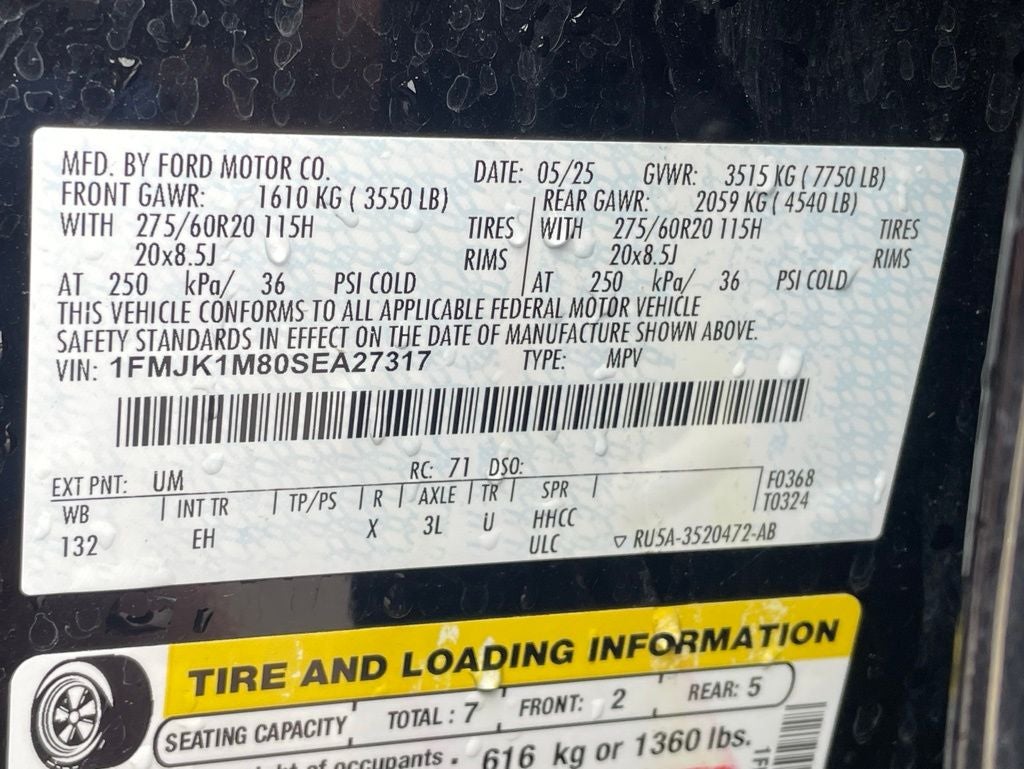 MFD. BY FORD MOTOR CO. DATE: 05/25 GVWR: 3515 KG ( 7750 LB)
FRONT GAWR: 1610 KG ( 3550 LB) REAR GAWR: 2059 KG ( 4540 LB)
WITH 275/60R20 115H TIRES WITH 275/60R20 115H TIRES
20x8.5J RIMS 20x8.5J RIMS
AT 250 kPa/ 36 PSI COLD AT 250 kPa/ 36 PSI COLD
THIS VEHICLE CONFORMS TO ALL APPLICABLE FEDERAL MOTOR VEHICLE
SAFETY STANDARDS IN EFFECT ON THE DATE OF MANUFACTURE SHOWN ABOVE.
VIN: 1FMJK1M80SEA27317 TYPE: MPV
EXT PNT: UM RC: 71 DSO: F0368
WB INT TR TP/PS R AXLE TR SPR T0324
132 EH X 3L U HHCC
ULC RU5A-3520472-AB
TIRE AND LOADING INFORMATION
SEATING CAPACITY TOTAL : 7 FRONT: 2 REAR: 5
of occupants . 616 kg or 1360 lbs.